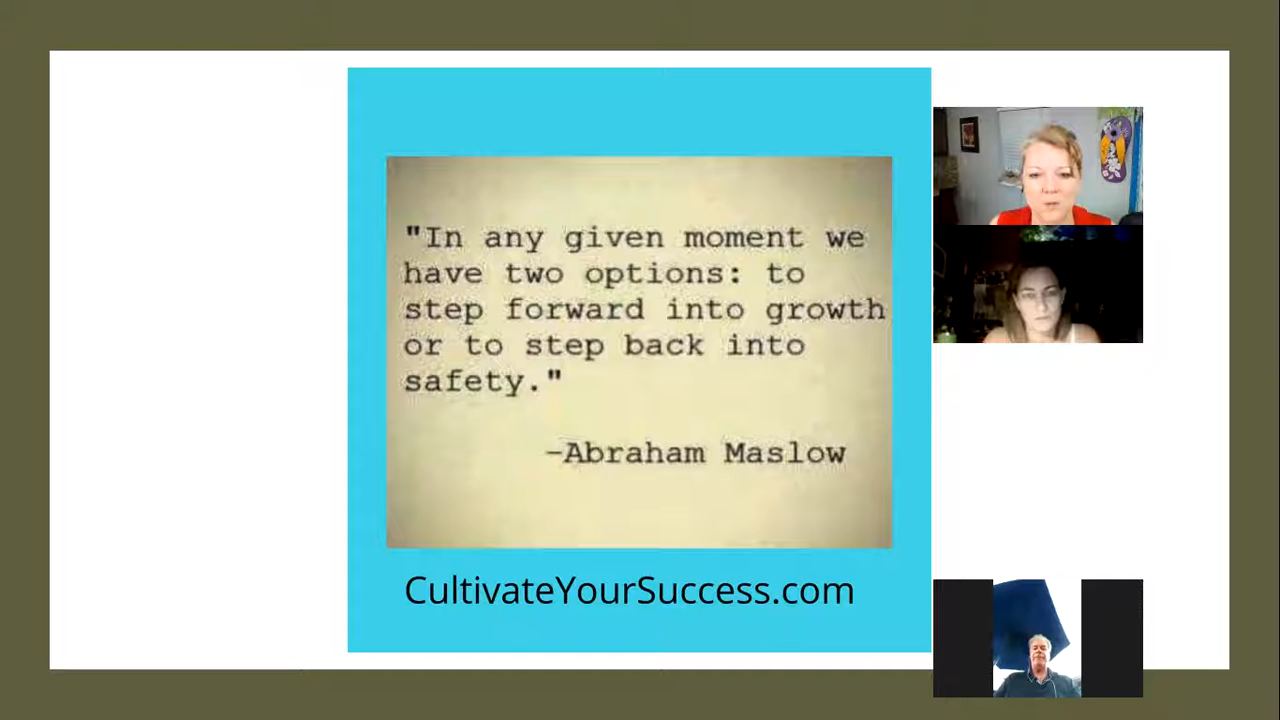 "In any given moment we
have two options: to
step forward into growth
or to step back into
safety."
-Abraham Maslow
CultivateYourSuccess.com